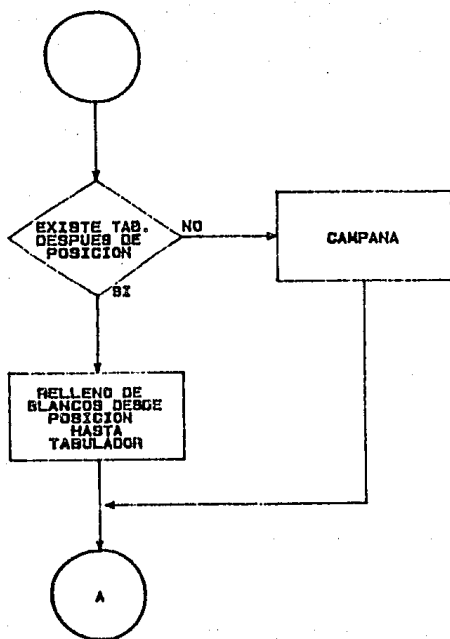 EXISTE TAB.
DESPUES DE
POSICION
NO
CAMPANA
SI
RELLENO DE
BLANCOS DESDE
POSICION
HASTA
TABULADOR
A